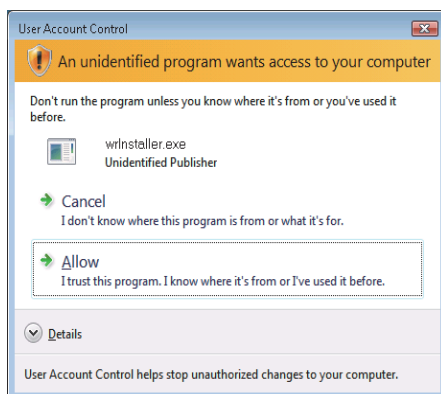 User Account Control
An unidentified program wants access to your computer
Don't run the program unless you know where it's from or you've used it
before.
wrInstaller.exe
Unidentified Publisher
Cancel
I don't know where this program is from or what it's for.
Allow
I trust this program. I know where it's from or I've used it before.
Details
User Account Control helps stop unauthorized changes to your computer.